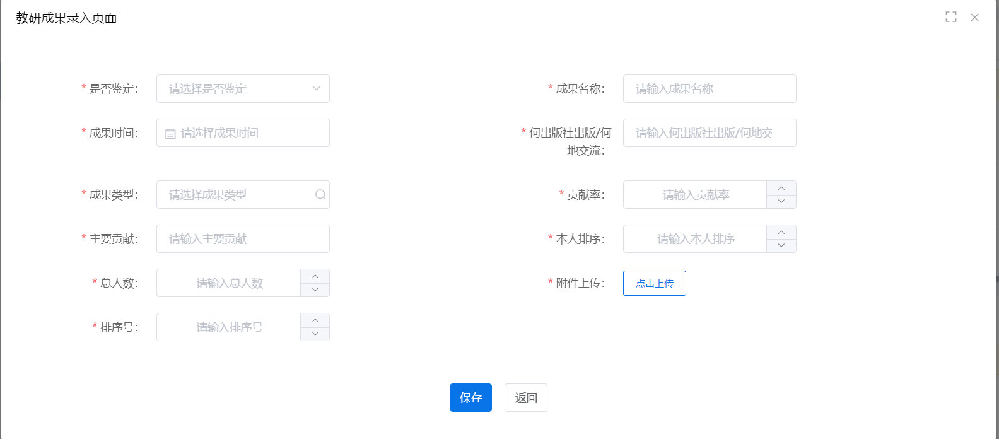 教研成果录入页面
* 是否鉴定： 请选择是否鉴定
* 成果名称： 请输入成果名称
* 成果时间： 请选择成果时间
* 何出版社出版/何
地交流： 请输入何出版社出版/何地交
* 成果类型： 请选择成果类型
* 贡献率： 请输入贡献率
* 主要贡献： 请输入主要贡献
* 本人排序： 请输入本人排序
* 总人数： 请输入总人数
* 附件上传： 点击上传
* 排序号： 请输入排序号
保存 返回